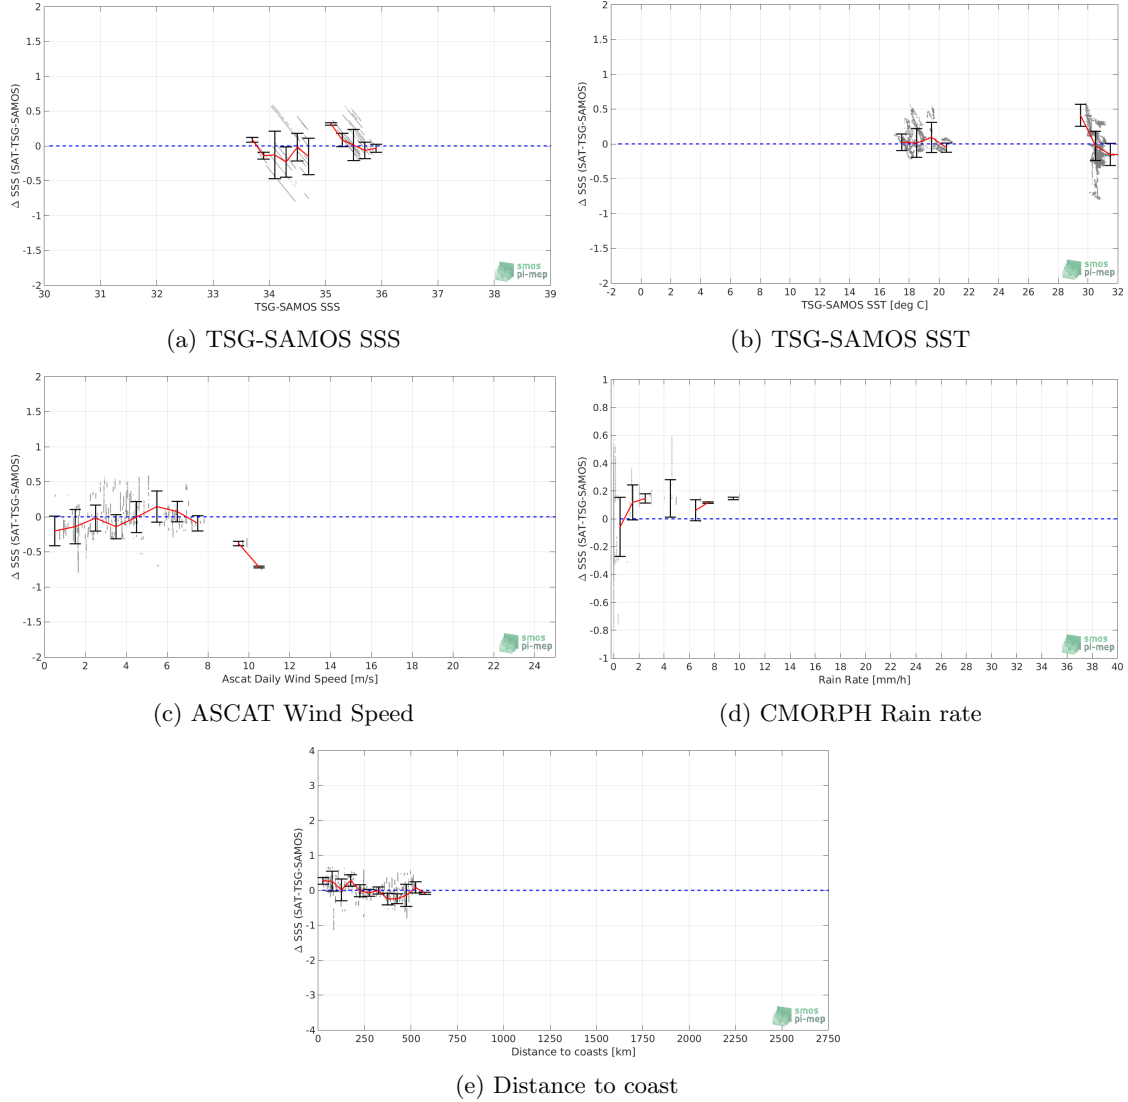 2
1.5
1
0.5
0
-0.5
-1
-1.5
-2
Δ SSS (SAT-TSG-SAMOS)
30 31 32 33 34 35 36 37 38 39
TSG-SAMOS SSS
smos
pi-mep
(a) TSG-SAMOS SSS
2
1.5
1
0.5
0
-0.5
-1
-1.5
-2
Δ SSS (SAT-TSG-SAMOS)
-2 0 2 4 6 8 10 12 14 16 18 20 22 24 26 28 30 32
TSG-SAMOS SST [deg C]
smos
pi-mep
(b) TSG-SAMOS SST
2
1.5
1
0.5
0
-0.5
-1
-1.5
-2
Δ SSS (SAT-TSG-SAMOS)
0 2 4 6 8 10 12 14 16 18 20 22 24
Ascat Daily Wind Speed [m/s]
smos
pi-mep
(c) ASCAT Wind Speed
1
0.8
0.6
0.4
0.2
0
-0.2
-0.4
-0.6
-0.8
-1
Δ SSS (SAT-TSG-SAMOS)
0 2 4 6 8 10 12 14 16 18 20 22 24 26 28 30 32 34 36 38 40
Rain Rate [mm/h]
smos
pi-mep
(d) CMORPH Rain rate
4
3
2
1
0
-1
-2
-3
-4
Δ SSS (SAT-TSG-SAMOS)
0 250 500 750 1000 1250 1500 1750 2000 2250 2500 2750
Distance to coasts [km]
smos
pi-mep
(e) Distance to coast